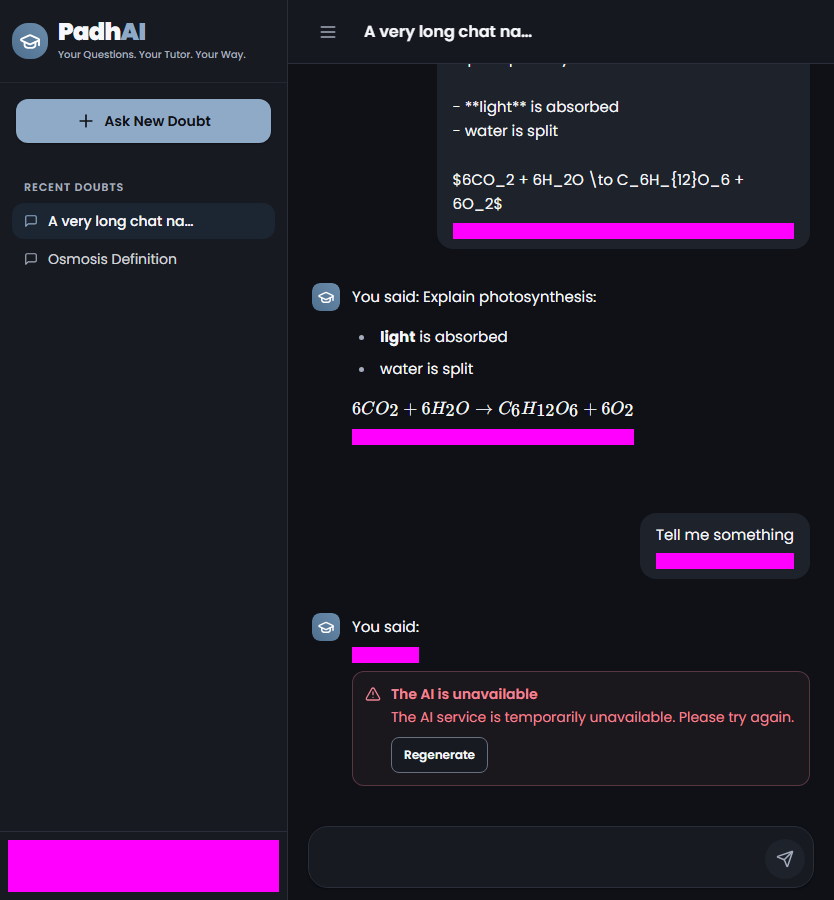 PadhAI
Your Questions. Your Tutor. Your Way.
Ask New Doubt
RECENT DOUBTS
A very long chat na...
Osmosis Definition
A very long chat na...
- **light** is absorbed
- water is split
$6CO_2 + 6H_2O \to C_6H_{12}O_6 +
6O_2$
You said: Explain photosynthesis:
• light is absorbed
• water is split
6CO₂ + 6H₂O → C₆H₁₂O₆ + 6O₂
Tell me something
You said:
The AI is unavailable
The AI service is temporarily unavailable. Please try again.
Regenerate